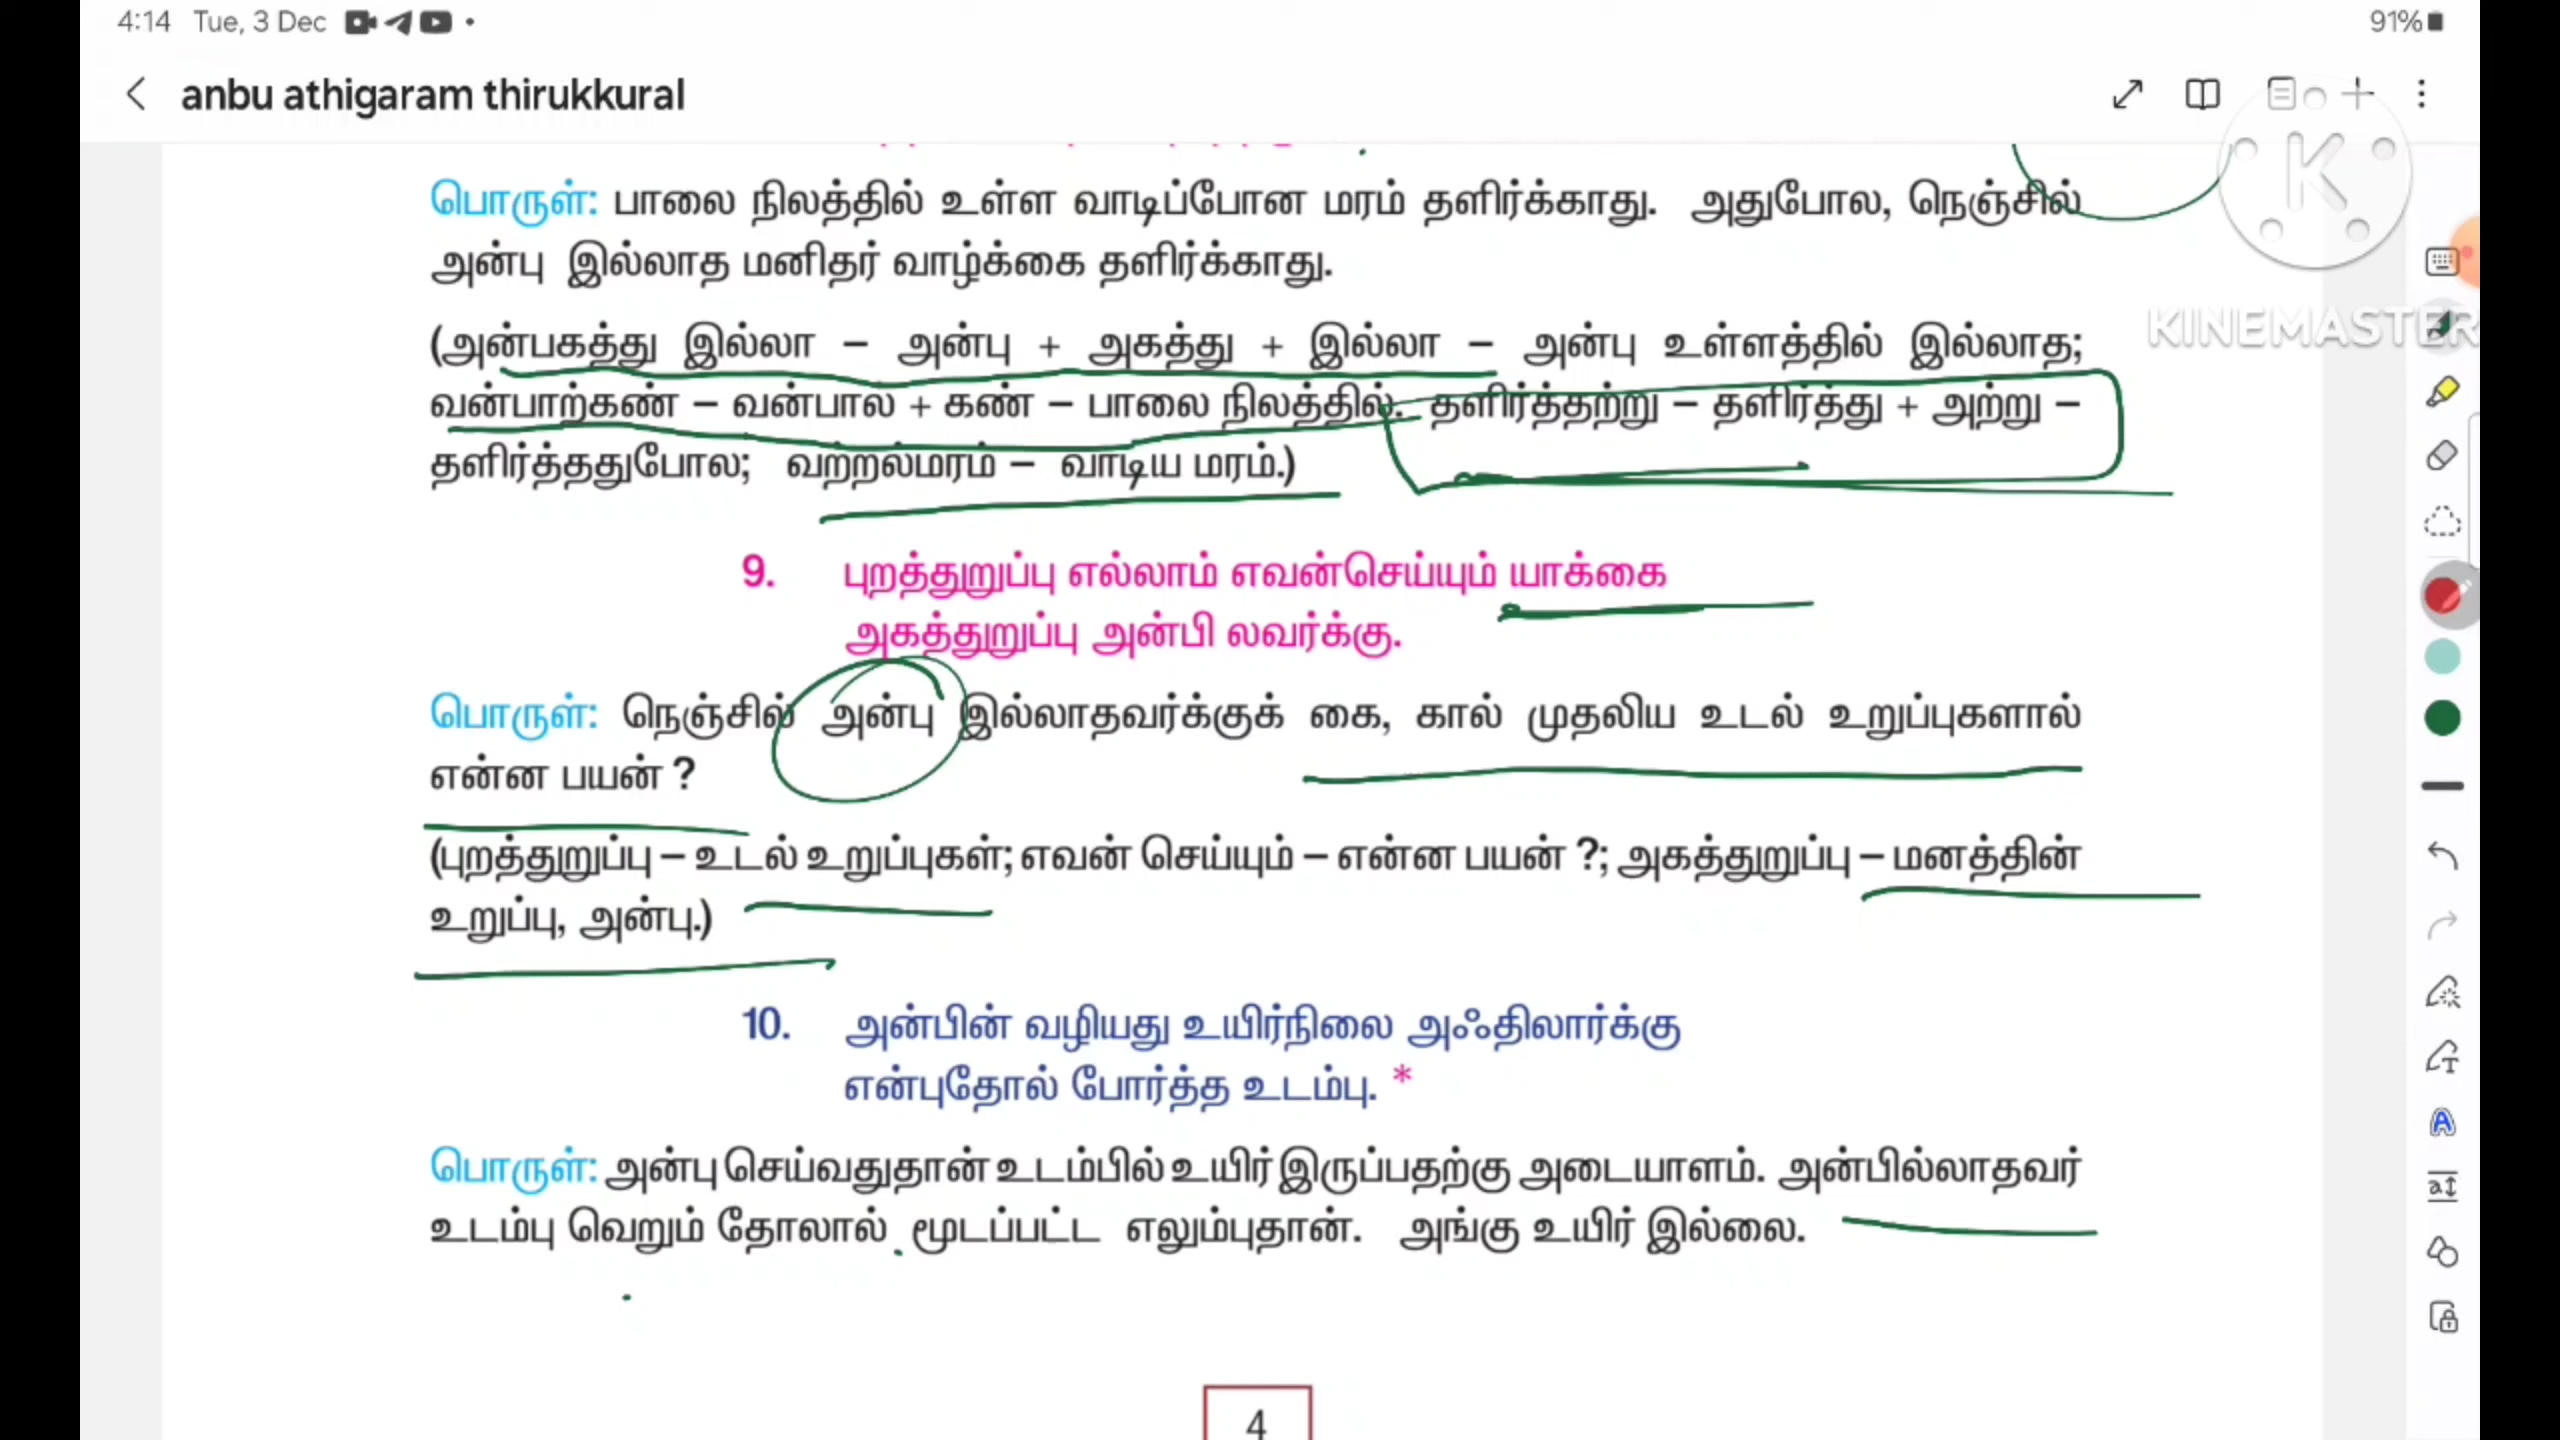 4:14 Tue, 3 Dec
91%
anbu athigaram thirukkural
பொருள்: பாலை நிலத்தில் உள்ள வாடிப்போன மரம் தளிர்க்காது. அதுபோல, நெஞ்சில்
அன்பு இல்லாத மனிதர் வாழ்க்கை தளிர்க்காது.
(அன்பகத்து இல்லா – அன்பு + அகத்து + இல்லா – அன்பு உள்ளத்தில் இல்லாத;
வன்பாற்கண் – வன்பால் + கண் – பாலை நிலத்தில். தளிர்த்தற்று – தளிர்த்து + அற்று –
தளிர்த்ததுபோல; வற்றல்மரம் – வாடிய மரம்.)
9. புறத்துறுப்பு எல்லாம் எவன்செய்யும் யாக்கை
அகத்துறுப்பு அன்பி லவர்க்கு.
பொருள்: நெஞ்சில் அன்பு இல்லாதவர்க்குக் கை, கால் முதலிய உடல் உறுப்புகளால்
என்ன பயன் ?
(புறத்துறுப்பு – உடல் உறுப்புகள்; எவன் செய்யும் – என்ன பயன் ?; அகத்துறுப்பு – மனத்தின்
உறுப்பு, அன்பு.)
10. அன்பின் வழியது உயிர்நிலை அஃதிலார்க்கு
என்புதோல் போர்த்த உடம்பு. *
பொருள்: அன்பு செய்வதுதான் உடம்பில் உயிர் இருப்பதற்கு அடையாளம். அன்பில்லாதவர்
உடம்பு வெறும் தோலால் மூடப்பட்ட எலும்புதான். அங்கு உயிர் இல்லை.
4
K
KINEMASTER